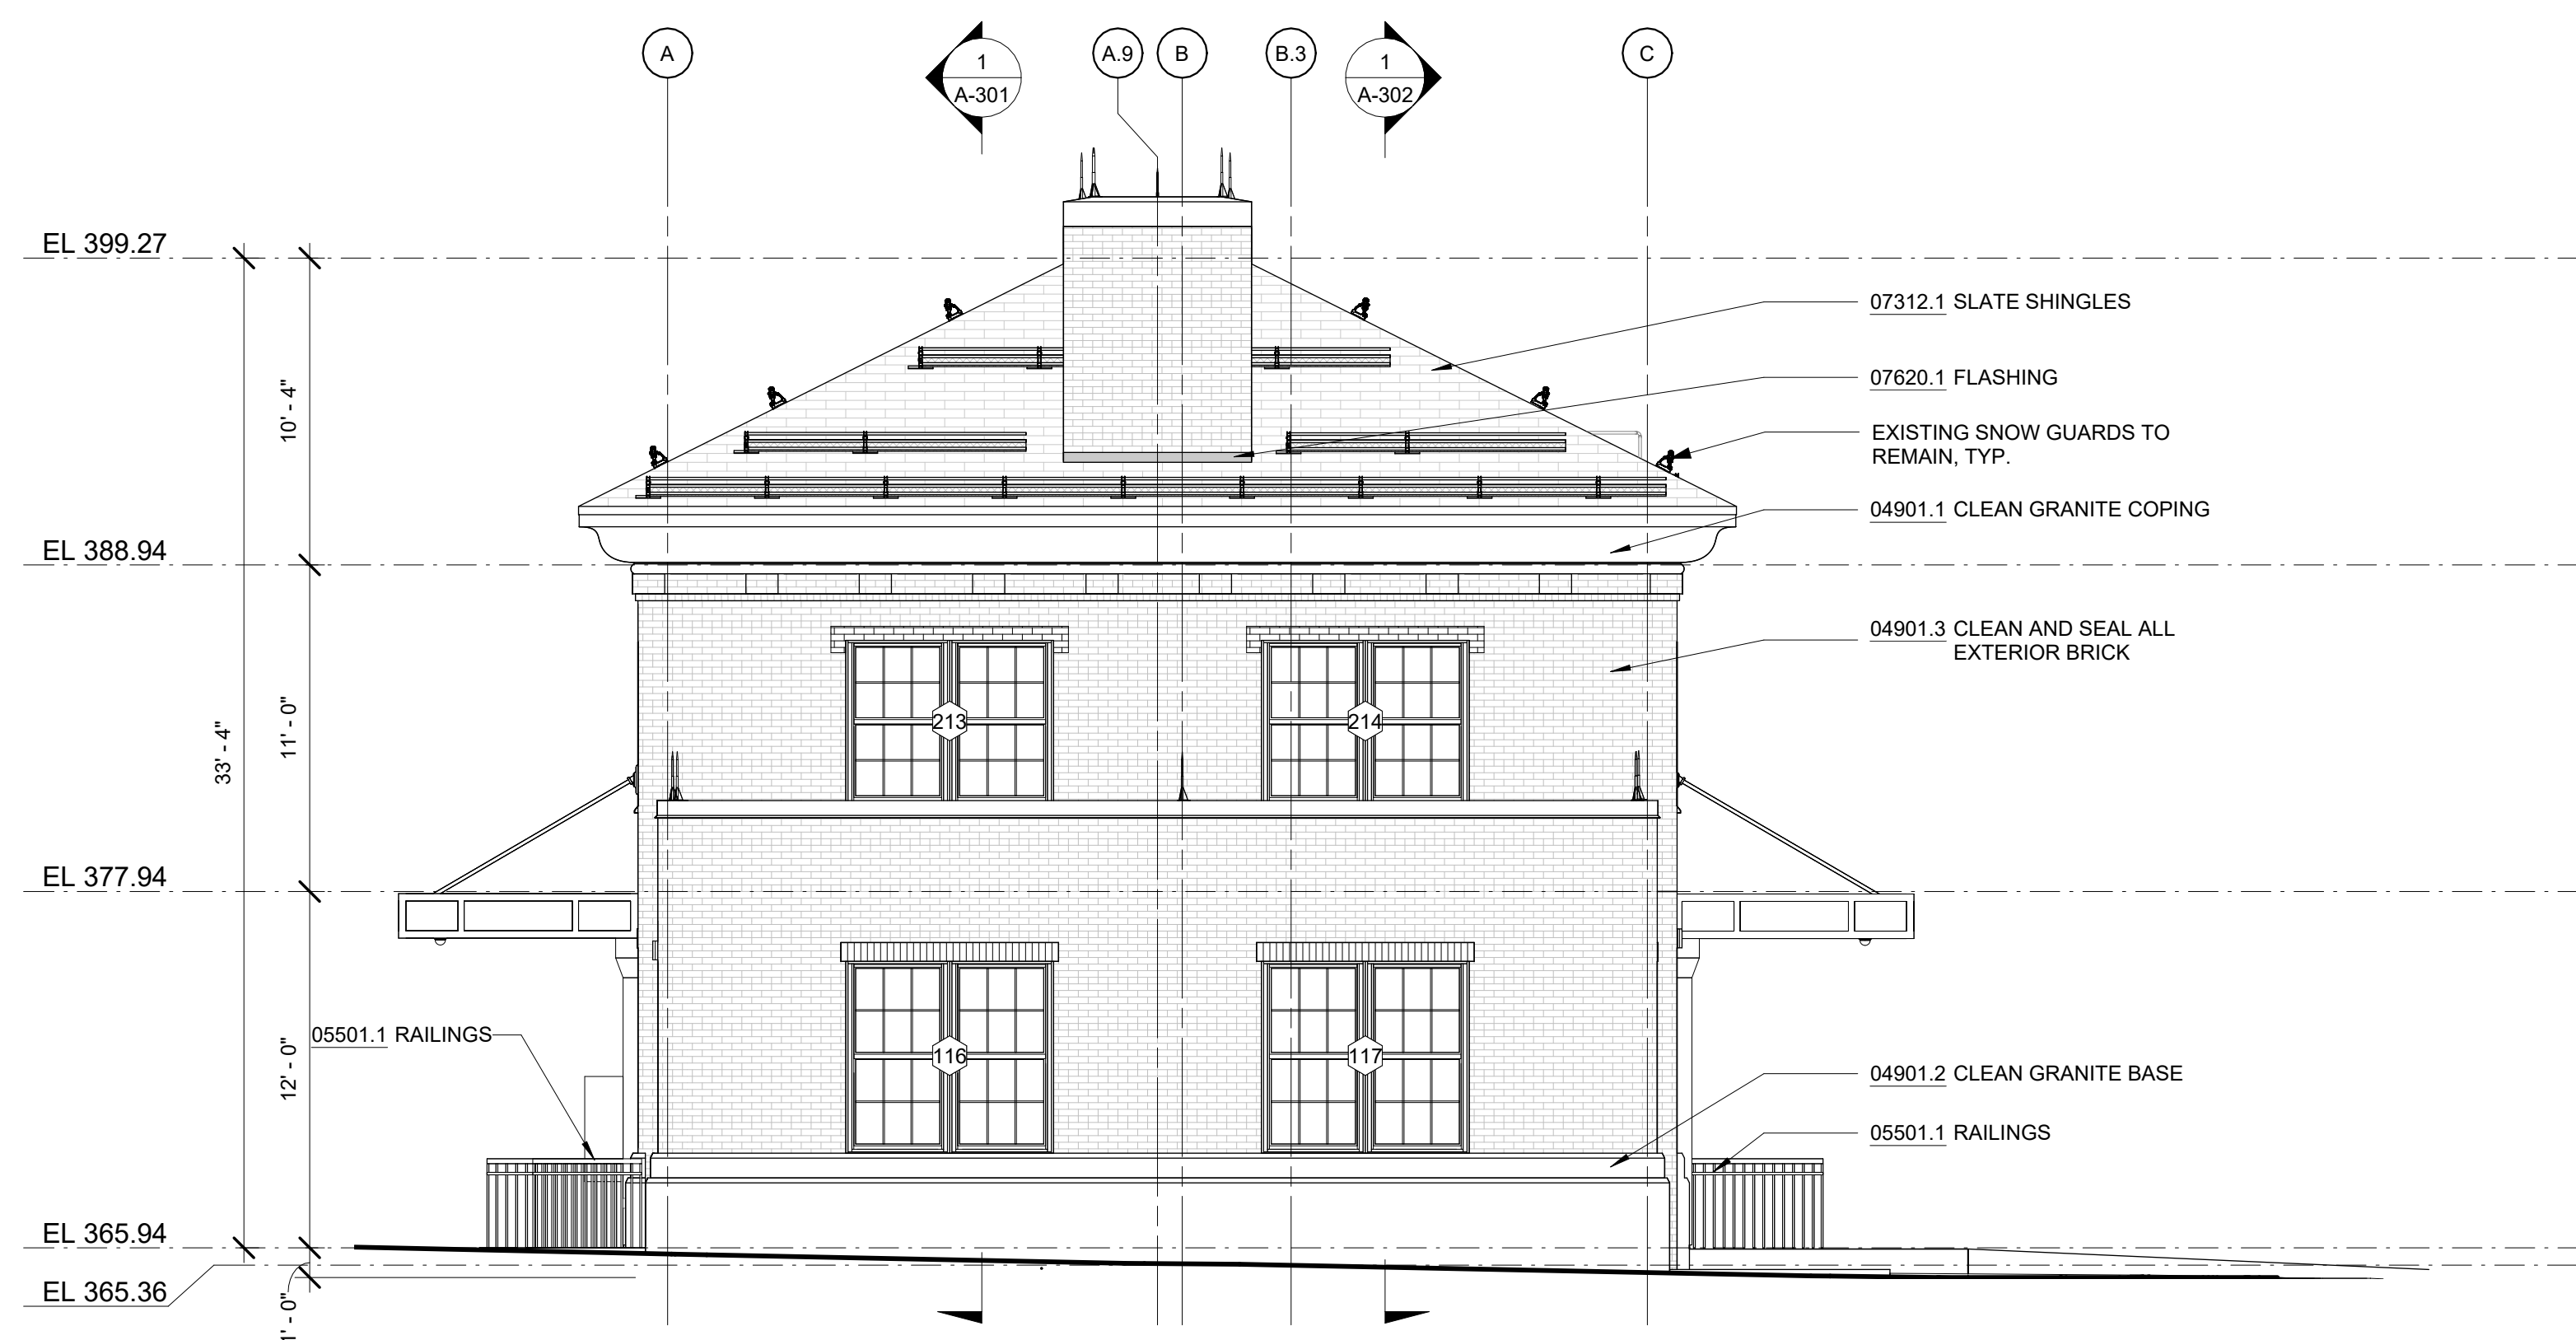 A
1
A-301
A.9
B
B.3
1
A-302
C
EL 399.27
07312.1 SLATE SHINGLES
07620.1 FLASHING
10' - 4"
EXISTING SNOW GUARDS TO
REMAIN, TYP.
04901.1 CLEAN GRANITE COPING
EL 388.94
04901.3 CLEAN AND SEAL ALL
EXTERIOR BRICK
213
214
11' - 0"
33' - 4"
EL 377.94
05501.1 RAILINGS
116
117
12' - 0"
04901.2 CLEAN GRANITE BASE
05501.1 RAILINGS
EL 365.94
EL 365.36
1' - 0"